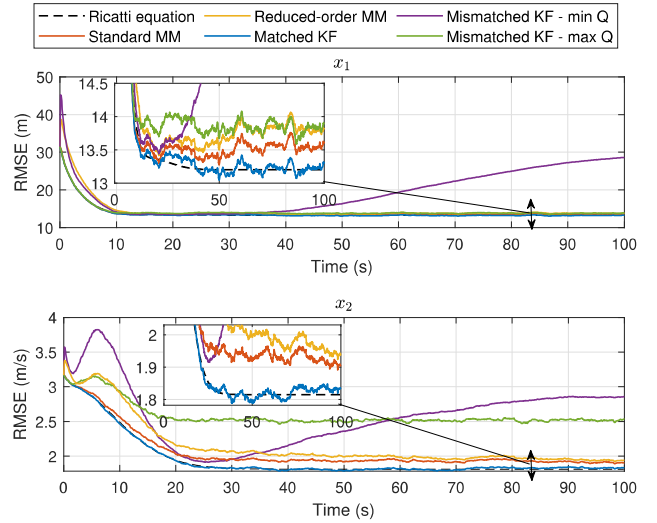 Ricatti equation Reduced-order MM Mismatched KF - min Q
Standard MM Matched KF Mismatched KF - max Q
x1
50
40
30
20
10
RMSE (m)
14.5
14
13.5
13
0 50 100
0 10 20 30 40 50 60 70 80 90 100
Time (s)
x2
4
3.5
3
2.5
2
RMSE (m/s)
2
1.9
1.8
0 50 100
0 10 20 30 40 50 60 70 80 90 100
Time (s)